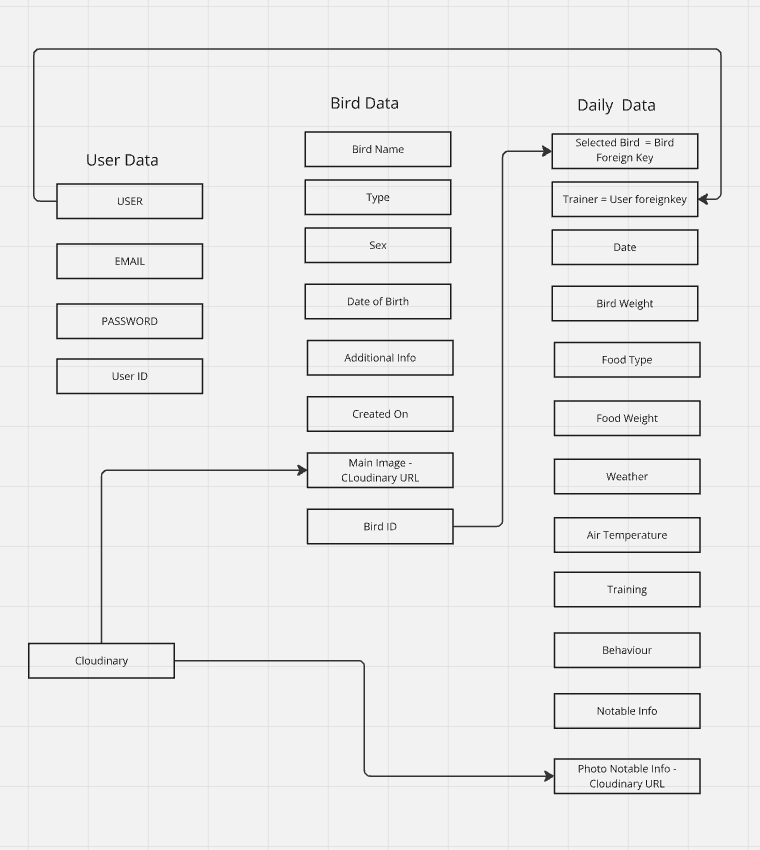 User Data
USER
EMAIL
PASSWORD
User ID
Cloudinary
Bird Data
Bird Name
Type
Sex
Date of Birth
Additional Info
Created On
Main Image -
CLoudinary URL
Bird ID
Daily Data
Selected Bird = Bird
Foreign Key
Trainer = User foreignkey
Date
Bird Weight
Food Type
Food Weight
Weather
Air Temperature
Training
Behaviour
Notable Info
Photo Notable Info -
Cloudinary URL